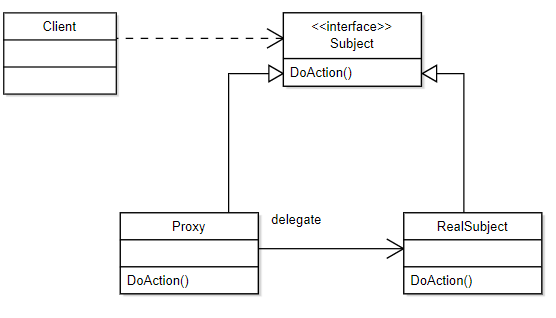 Client
<<interface>>
Subject
DoAction()
Proxy
delegate
RealSubject
DoAction()
DoAction()